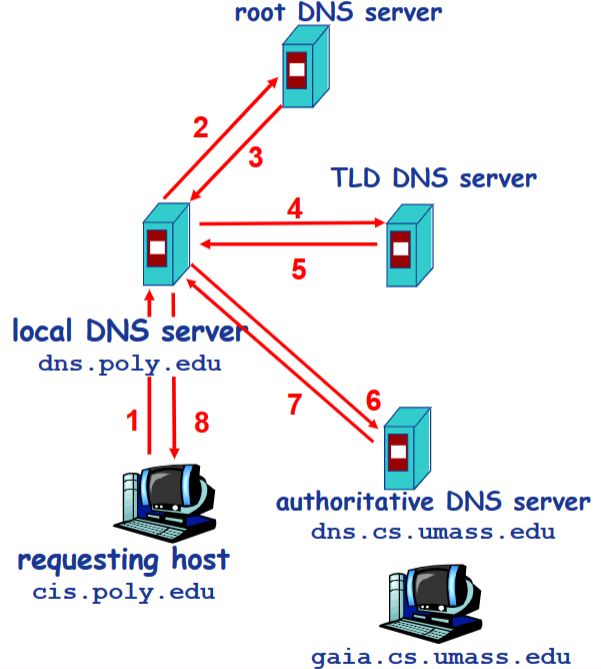 root DNS server
2
3
TLD DNS server
4
5
local DNS server
dns.poly.edu
6
7
1
8
authoritative DNS server
dns.cs.umass.edu
requesting host
cis.poly.edu
gaia.cs.umass.edu